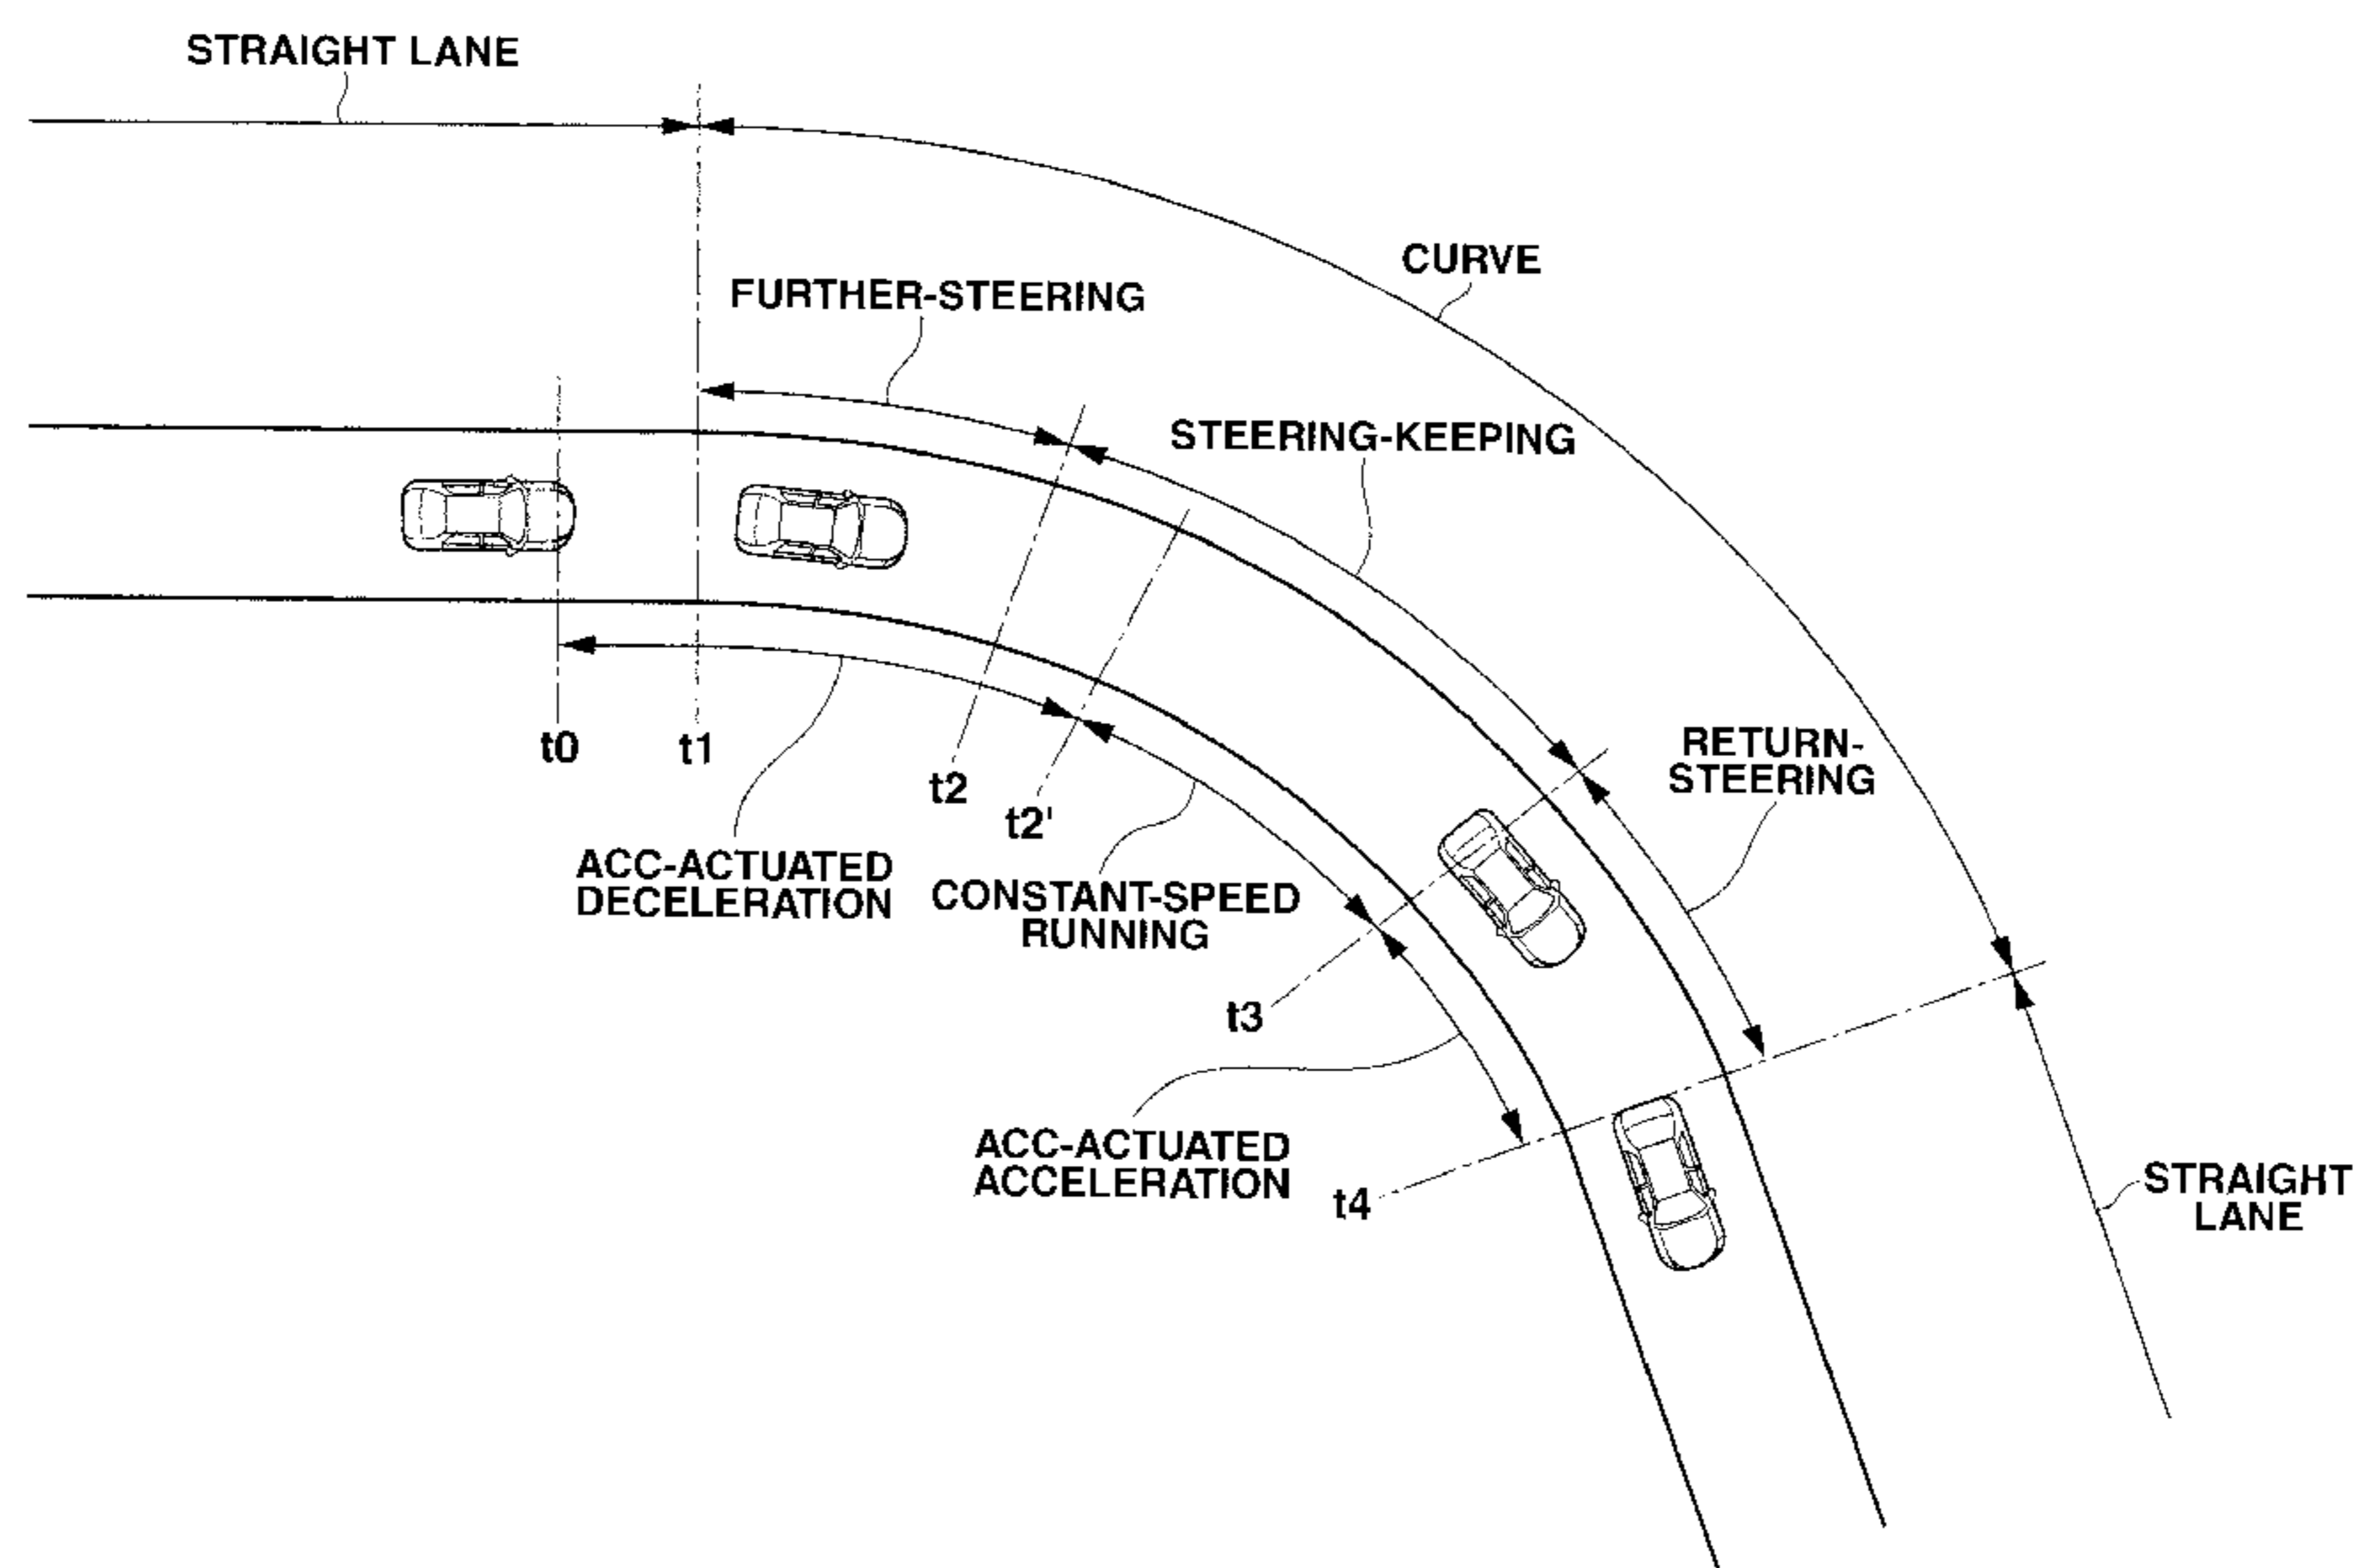 STRAIGHT LANE
CURVE
FURTHER-STEERING
STEERING-KEEPING
RETURN-
STEERING
t0
t1
t2
t2'
ACC-ACTUATED
DECELERATION
CONSTANT-SPEED
RUNNING
t3
ACC-ACTUATED
ACCELERATION
t4
STRAIGHT
LANE